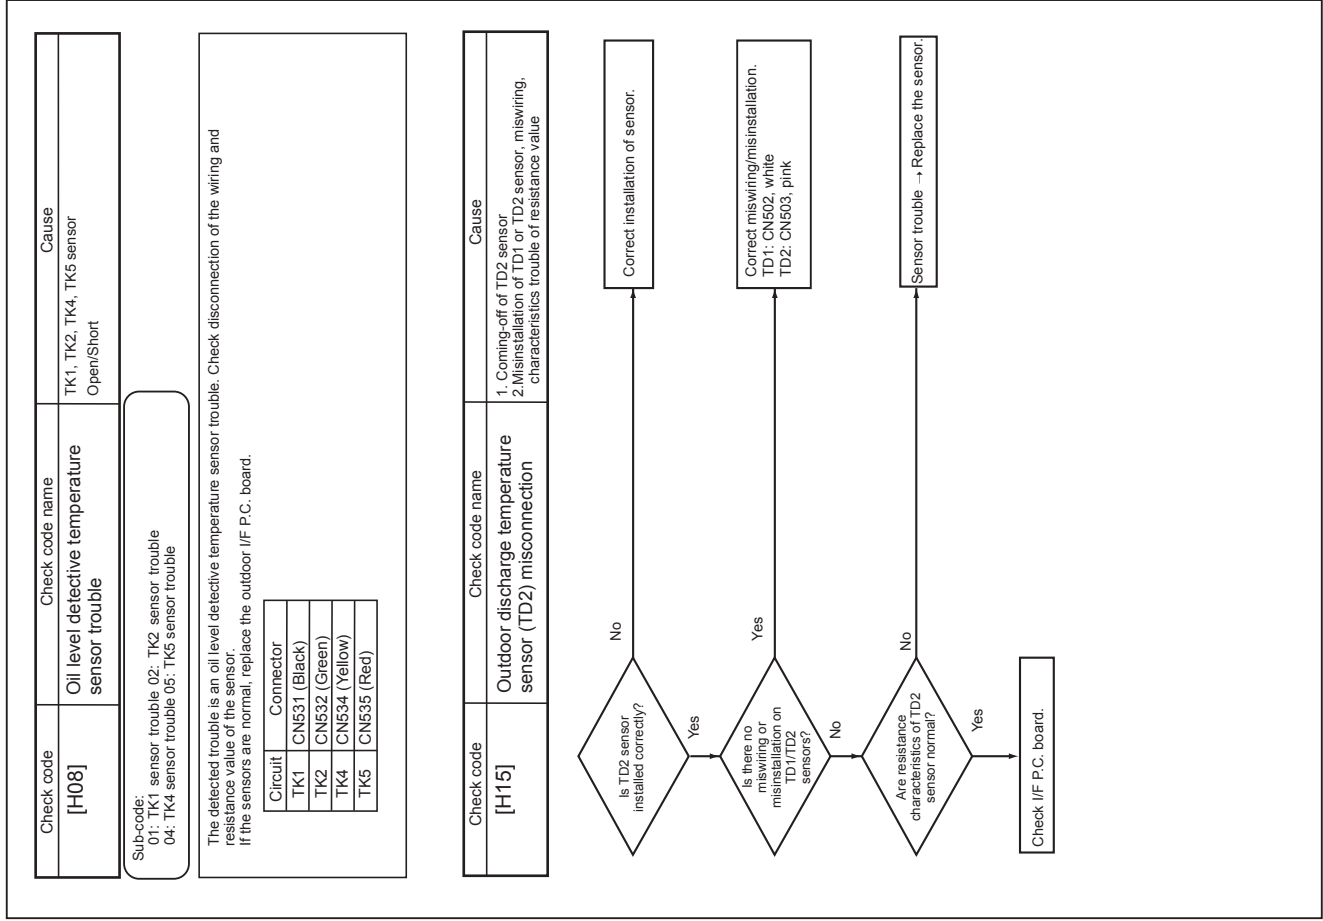 Check code
Check code name
Cause
[H08]
Oil level detective temperature
sensor trouble
TK1, TK2, TK4, TK5 sensor
Open/Short
Sub-code:
01: TK1 sensor trouble 02: TK2 sensor trouble
04: TK4 sensor trouble 05: TK5 sensor trouble
The detected trouble is an oil level detective temperature sensor trouble. Check disconnection of the wiring and
resistance value of the sensor.
If the sensors are normal, replace the outdoor I/F P.C. board.
Circuit Connector
TK1 CN531 (Black)
TK2 CN532 (Green)
TK4 CN534 (Yellow)
TK5 CN535 (Red)
Check code
Check code name
Cause
[H15]
Outdoor discharge temperature
sensor (TD2) misconnection
1. Coming-off of TD2 sensor
2.Misinstallation of TD1 or TD2 sensor, miswiring,
characteristics trouble of resistance value
Is TD2 sensor
installed correctly?
No
Correct installation of sensor.
Yes
Is there no
miswiring or
misinstallation on
TD1/TD2
sensors?
Yes
Correct miswiring/misinstallation.
TD1: CN502, white
TD2: CN503, pink
No
Are resistance
characteristics of TD2
sensor normal?
No
Sensor trouble → Replace the sensor.
Yes
Check I/F P.C. board.